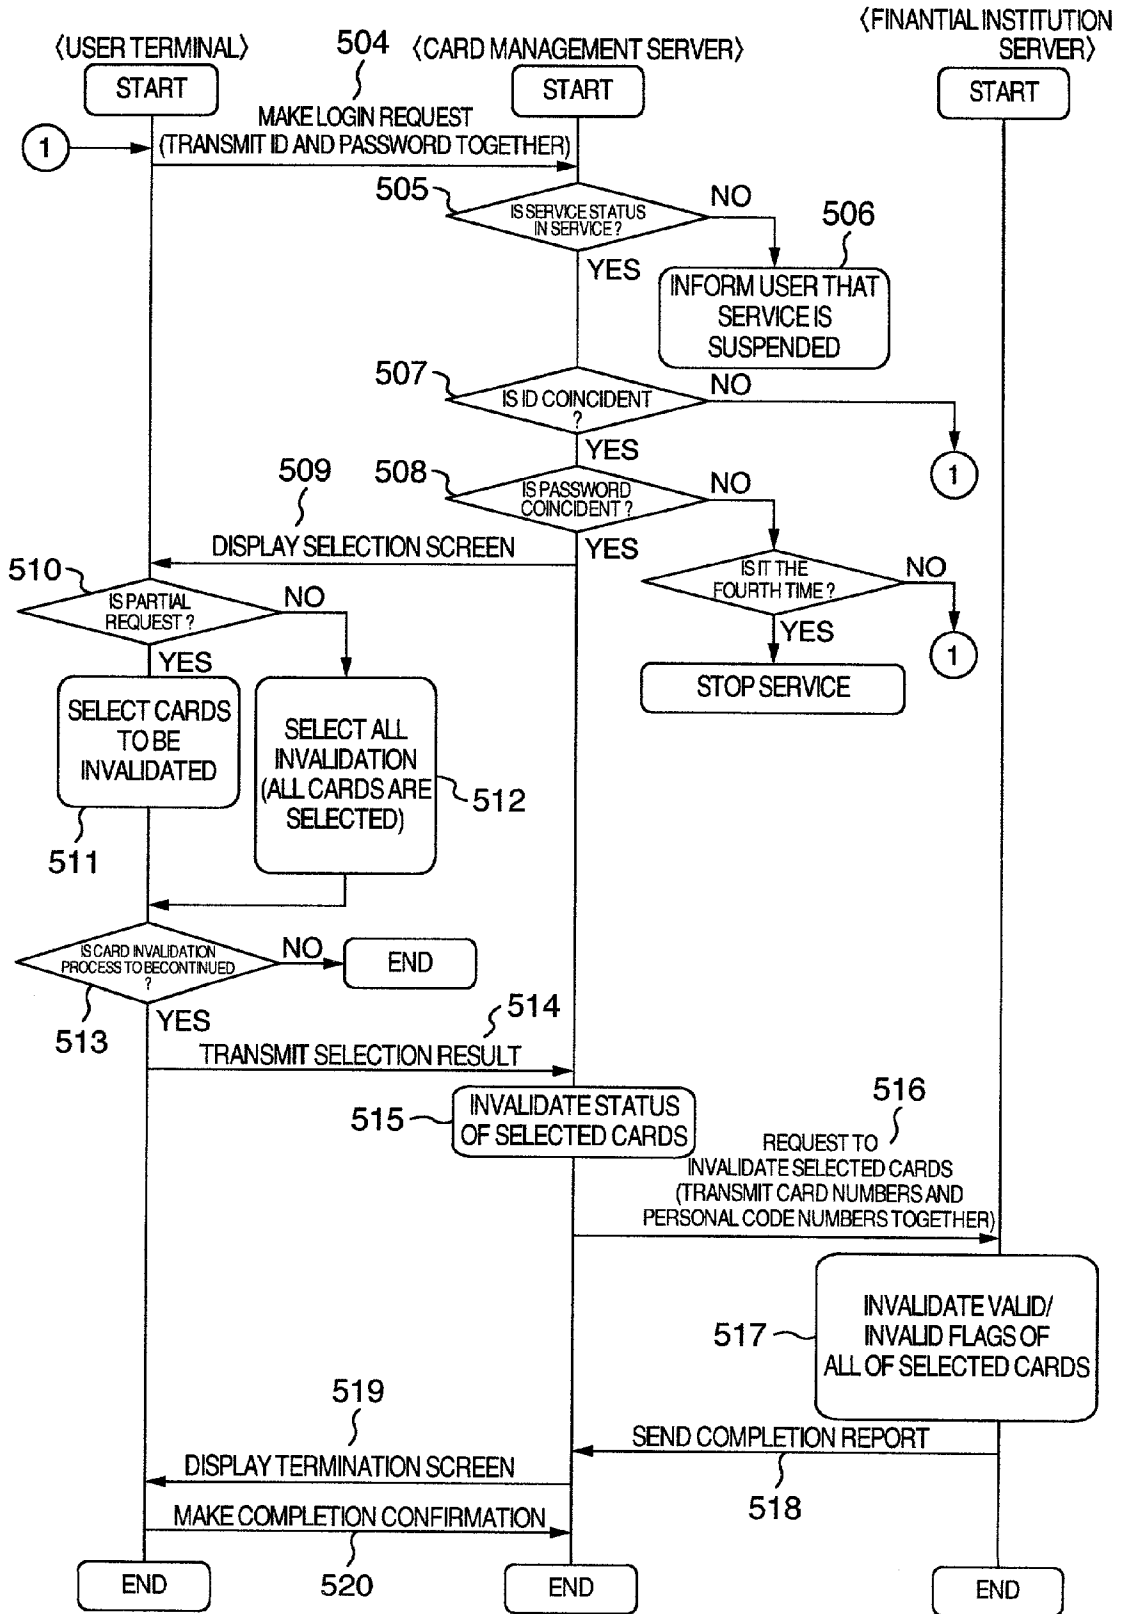 〈USER TERMINAL〉
504
〈CARD MANAGEMENT SERVER〉
〈FINANTIAL INSTITUTION
SERVER〉
START
START
START
MAKE LOGIN REQUEST
(TRANSMIT ID AND PASSWORD TOGETHER)
1
505
IS SERVICE STATUS
IN SERVICE?
NO
YES
506
INFORM USER THAT
SERVICE IS
SUSPENDED
507
IS ID COINCIDENT
?
NO
YES
1
508
IS PASSWORD
COINCIDENT?
NO
YES
509
DISPLAY SELECTION SCREEN
IS IT THE
FOURTH TIME?
NO
YES
1
STOP SERVICE
510
IS PARTIAL
REQUEST?
NO
YES
SELECT CARDS
TO BE
INVALIDATED
511
SELECT ALL
INVALIDATION
(ALL CARDS ARE
SELECTED)
512
IS CARD INVALIDATION
PROCESS TO BECONTINUED
?
NO
END
513
YES
514
TRANSMIT SELECTION RESULT
515
INVALIDATE STATUS
OF SELECTED CARDS
516
REQUEST TO
INVALIDATE SELECTED CARDS
(TRANSMIT CARD NUMBERS AND
PERSONAL CODE NUMBERS TOGETHER)
517
INVALIDATE VALID/
INVALID FLAGS OF
ALL OF SELECTED CARDS
SEND COMPLETION REPORT
518
519
DISPLAY TERMINATION SCREEN
MAKE COMPLETION CONFIRMATION
520
END
END
END